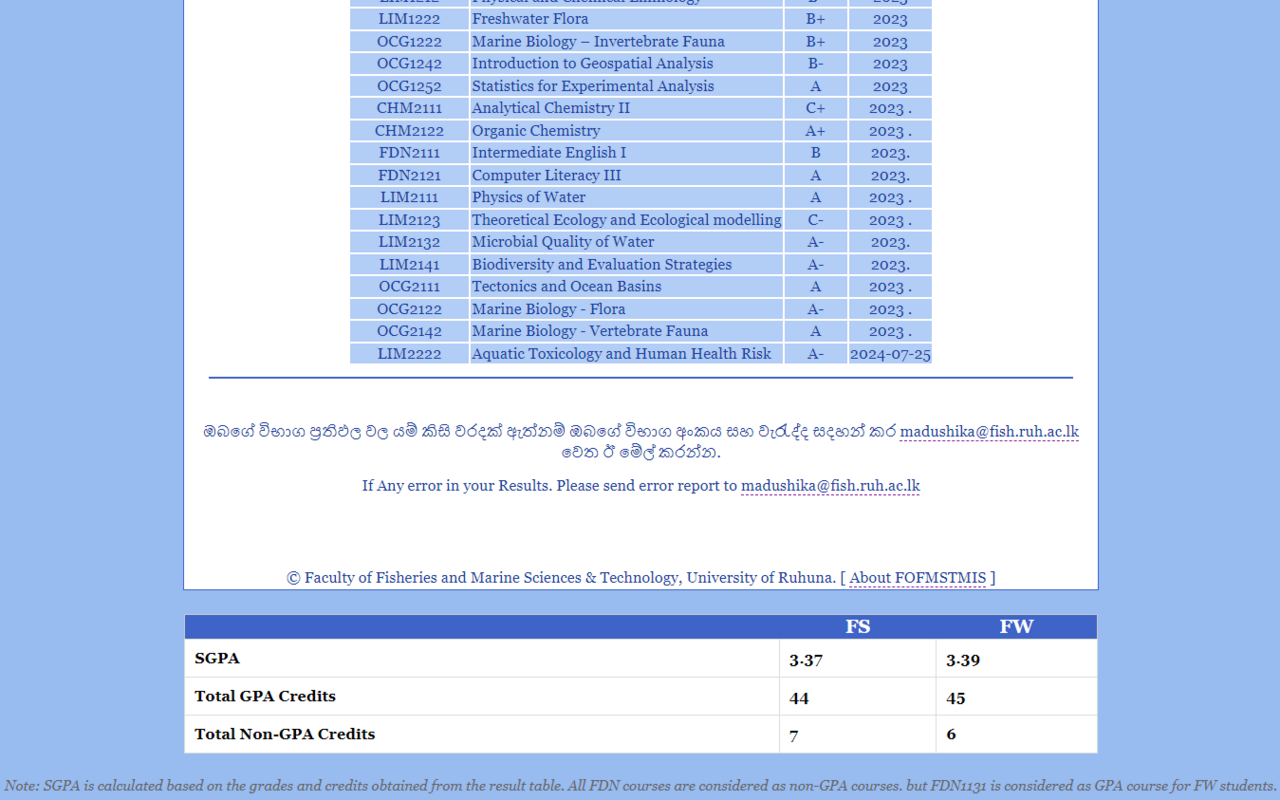 LIM1222 Freshwater Flora B+ 2023
OCG1222 Marine Biology – Invertebrate Fauna B+ 2023
OCG1242 Introduction to Geospatial Analysis B- 2023
OCG1252 Statistics for Experimental Analysis A 2023
CHM2111 Analytical Chemistry II C+ 2023 .
CHM2122 Organic Chemistry A+ 2023 .
FDN2111 Intermediate English I B 2023.
FDN2121 Computer Literacy III A 2023.
LIM2111 Physics of Water A 2023 .
LIM2123 Theoretical Ecology and Ecological modelling C- 2023 .
LIM2132 Microbial Quality of Water A- 2023.
LIM2141 Biodiversity and Evaluation Strategies A- 2023.
OCG2111 Tectonics and Ocean Basins A 2023 .
OCG2122 Marine Biology - Flora A- 2023 .
OCG2142 Marine Biology - Vertebrate Fauna A 2023 .
LIM2222 Aquatic Toxicology and Human Health Risk A- 2024-07-25
ඔබගේ විභාග ප්‍රතිඵල වල යම් කිසි වරදක් ඇත්නම් ඔබගේ විභාග අංකය සහ වැරැද්ද සදහන් කර madushika@fish.ruh.ac.lk
වෙත ඊ මේල් කරන්න.
If Any error in your Results. Please send error report to madushika@fish.ruh.ac.lk
© Faculty of Fisheries and Marine Sciences & Technology, University of Ruhuna. [ About FOFMSTMIS ]
FS FW
SGPA 3.37 3.39
Total GPA Credits 44 45
Total Non-GPA Credits 7 6
Note: SGPA is calculated based on the grades and credits obtained from the result table. All FDN courses are considered as non-GPA courses. but FDN1131 is considered as GPA course for FW students.